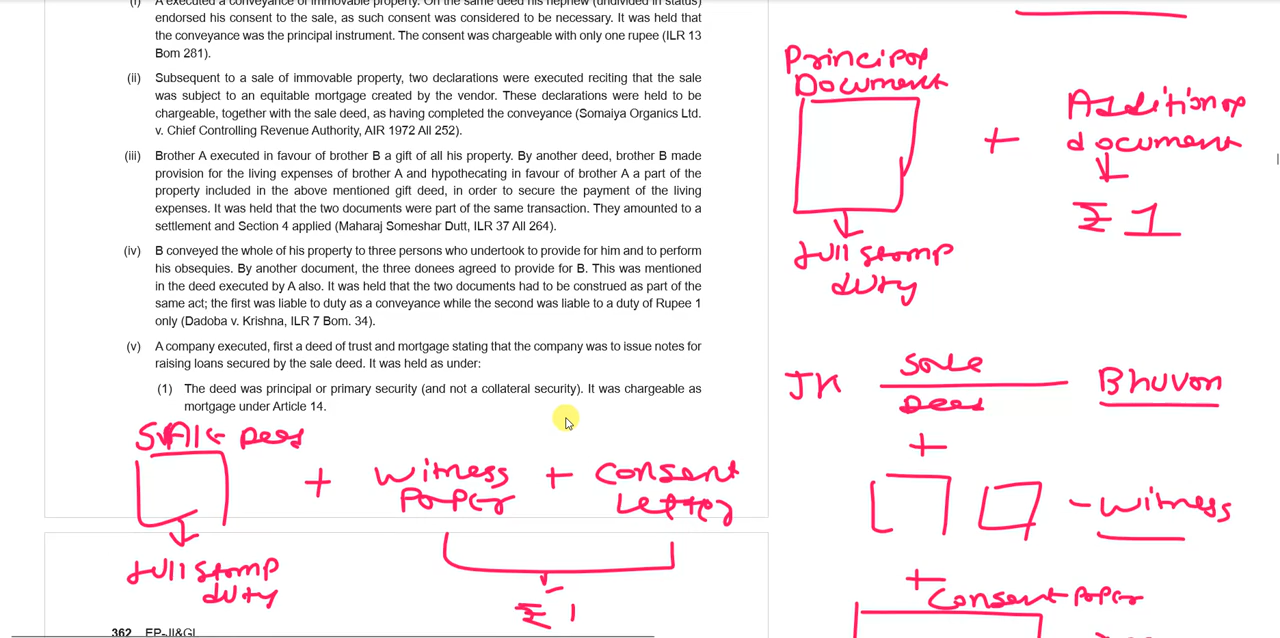 (i) A executed a conveyance of immovable property. On the same deed his nephew (undivided in status)
endorsed his consent to the sale, as such consent was considered to be necessary. It was held that
the conveyance was the principal instrument. The consent was chargeable with only one rupee (ILR 13
Bom 281).
(ii) Subsequent to a sale of immovable property, two declarations were executed reciting that the sale
was subject to an equitable mortgage created by the vendor. These declarations were held to be
chargeable, together with the sale deed, as having completed the conveyance (Somaiya Organics Ltd.
v. Chief Controlling Revenue Authority, AIR 1972 All 252).
(iii) Brother A executed in favour of brother B a gift of all his property. By another deed, brother B made
provision for the living expenses of brother A and hypothecating in favour of brother A a part of the
property included in the above mentioned gift deed, in order to secure the payment of the living
expenses. It was held that the two documents were part of the same transaction. They amounted to a
settlement and Section 4 applied (Maharaj Someshar Dutt, ILR 37 All 264).
(iv) B conveyed the whole of his property to three persons who undertook to provide for him and to perform
his obsequies. By another document, the three donees agreed to provide for B. This was mentioned
in the deed executed by A also. It was held that the two documents had to be construed as part of the
same act; the first was liable to duty as a conveyance while the second was liable to a duty of Rupee 1
only (Dadoba v. Krishna, ILR 7 Bom. 34).
(v) A company executed, first a deed of trust and mortgage stating that the company was to issue notes for
raising loans secured by the sale deed. It was held as under:
(1) The deed was principal or primary security (and not a collateral security). It was chargeable as
mortgage under Article 14.
Deed
+ Witness + Consent
Paper Letter
full stamp
duty
₹ 1
362 EP-JI&GL
Principal
Document
+ Additional
document
₹ 1
full stamp
duty
JK Sale Bhuvan
Deed
+
- Witness
+
Consent Paper